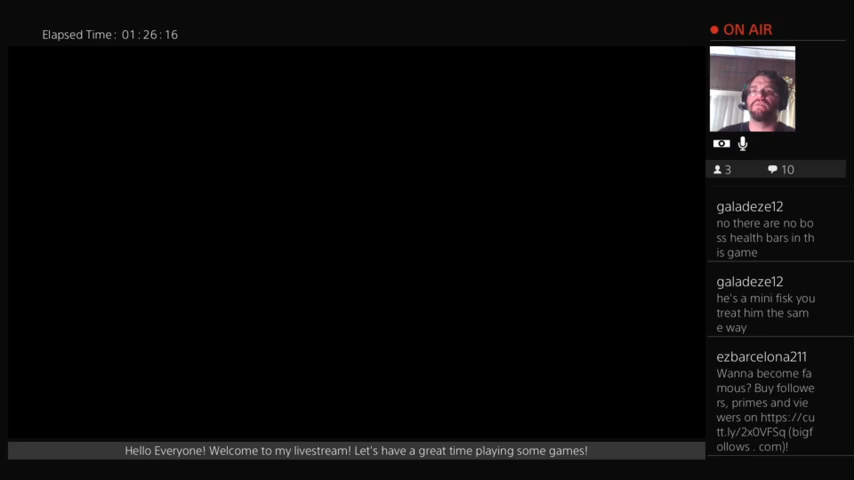 Elapsed Time: 01:26:16
ON AIR
3 10
galadeze12
no there are no bo
ss health bars in th
is game
galadeze12
he's a mini fisk you
treat him the sam
e way
ezbarcelona211
Wanna become fa
mous? Buy followe
rs, primes and vie
wers on https://cu
tt.ly/2x0VFSq (bigf
ollows . com)!
Hello Everyone! Welcome to my livestream! Let's have a great time playing some games!